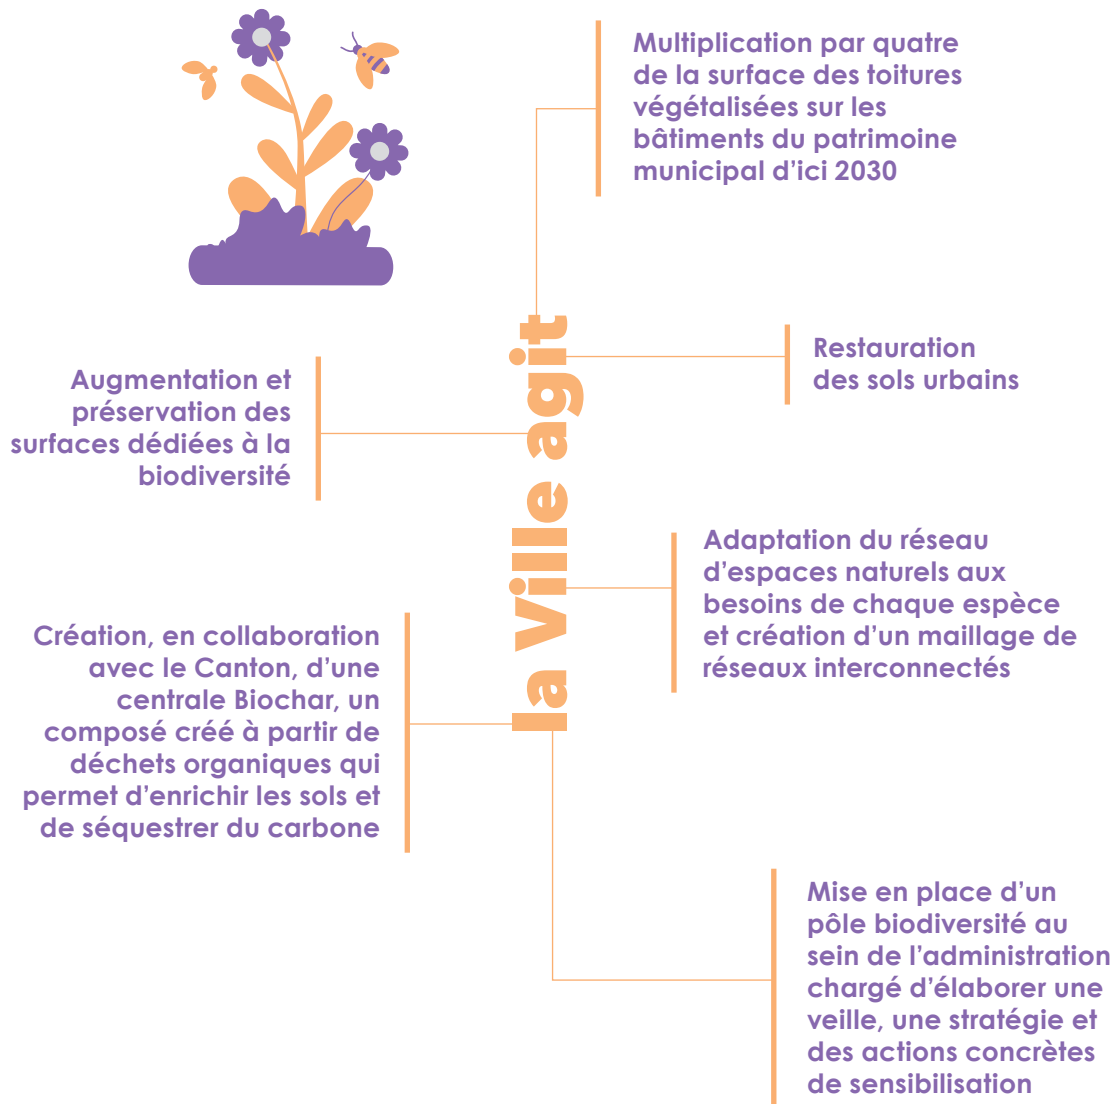 Multiplication par quatre
de la surface des toitures
végétalisées sur les
bâtiments du patrimoine
municipal d’ici 2030
la Ville agit
Restauration
des sols urbains
Augmentation et
préservation des
surfaces dédiées à la
biodiversité
Adaptation du réseau
d’espaces naturels aux
besoins de chaque espèce
et création d’un maillage de
réseaux interconnectés
Création, en collaboration
avec le Canton, d’une
centrale Biochar, un
composé créé à partir de
déchets organiques qui
permet d’enrichir les sols et
de séquestrer du carbone
Mise en place d’un
pôle biodiversité au
sein de l’administration
chargé d’élaborer une
veille, une stratégie et
des actions concrètes
de sensibilisation